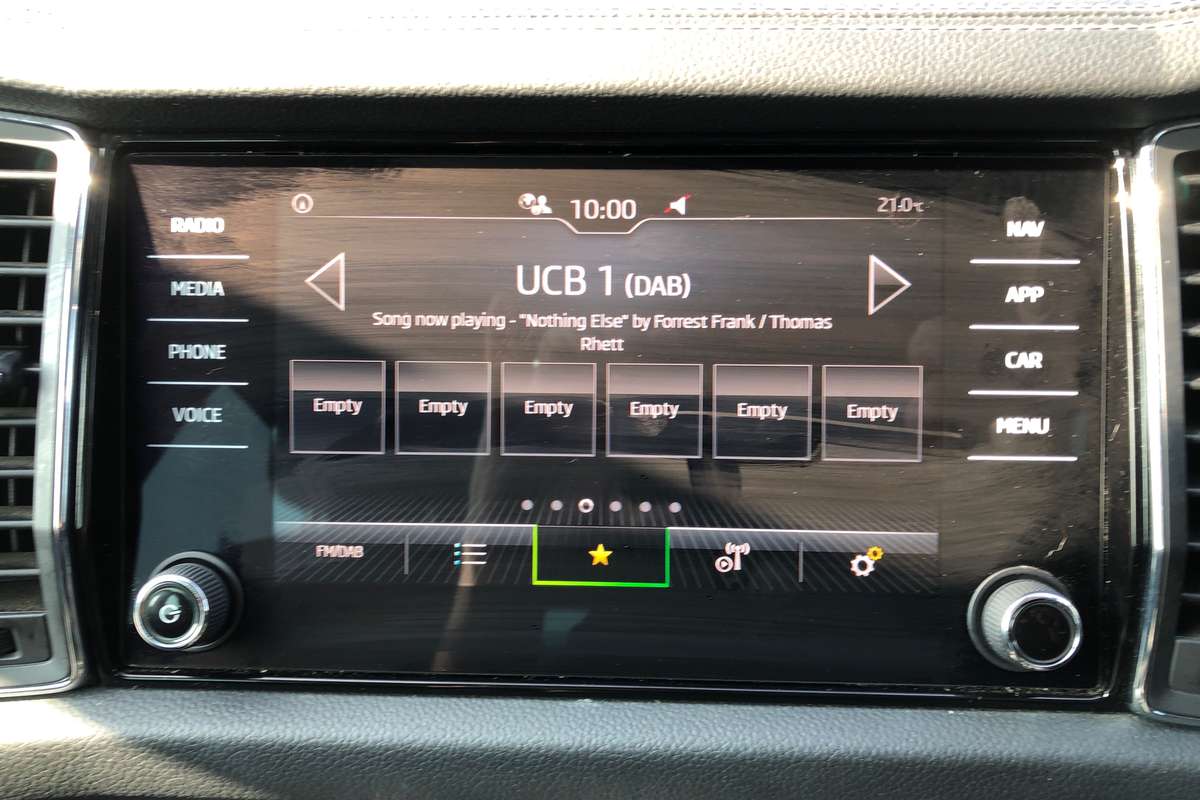 10:00
21.0°C
RADIO
MEDIA
PHONE
VOICE
UCB 1 (DAB)
Song now playing - "Nothing Else" by Forrest Frank / Thomas
Rhett
Empty Empty Empty Empty Empty Empty
FM/DAB
NAV
APP
CAR
MENU